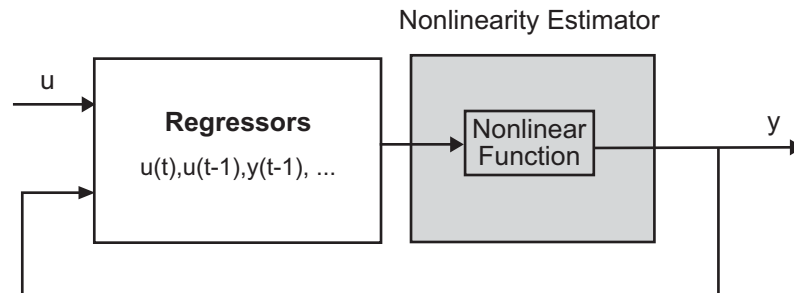 Nonlinearity Estimator
u
Regressors
u(t),u(t-1),y(t-1), ...
Nonlinear
Function
y